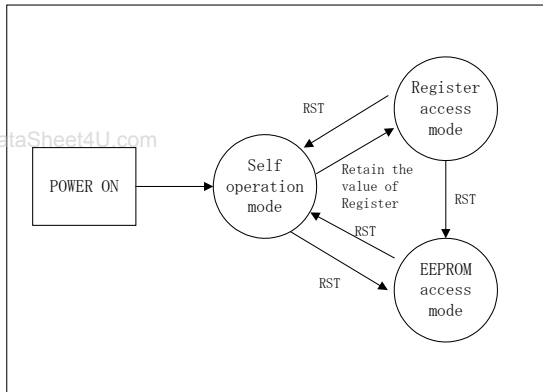 Register
access
mode
RST
ataSheet4U.com
Self
operation
mode
POWER ON
Retain the
value of
Register
RST
RST
EEPROM
access
mode
RST